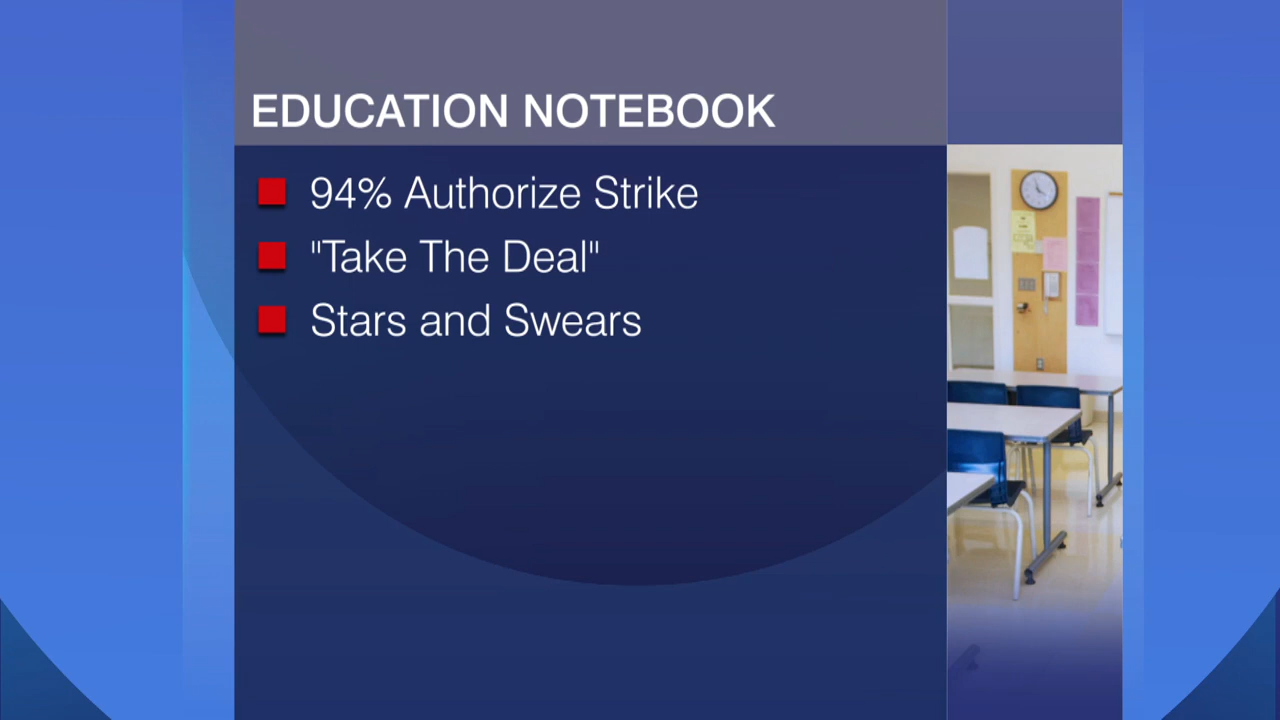 EDUCATION NOTEBOOK
94% Authorize Strike
"Take The Deal"
Stars and Swears